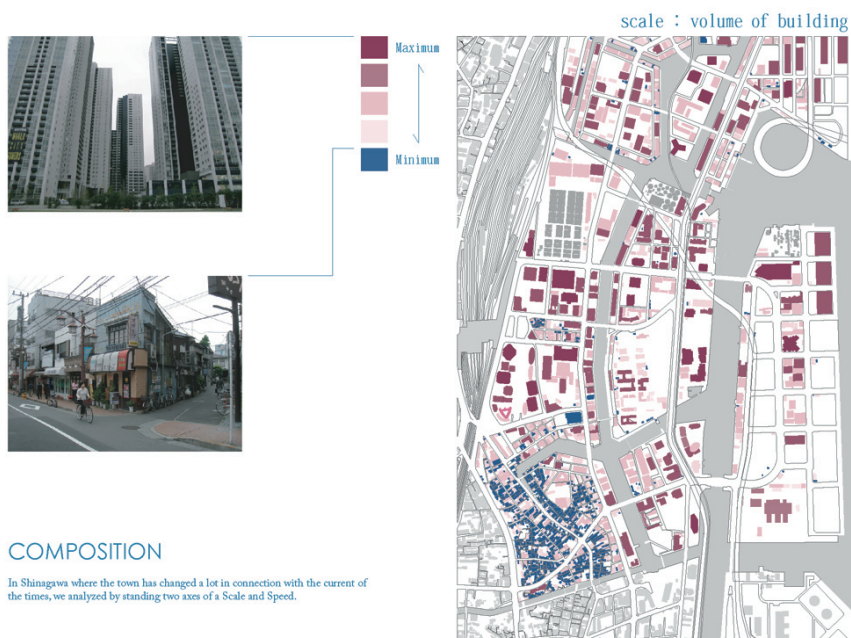 scale : volume of building
Maximum
Minimum
COMPOSITION
In Shinagawa where the town has changed a lot in connection with the current of
the times, we analyzed by standing two axes of a Scale and Speed.